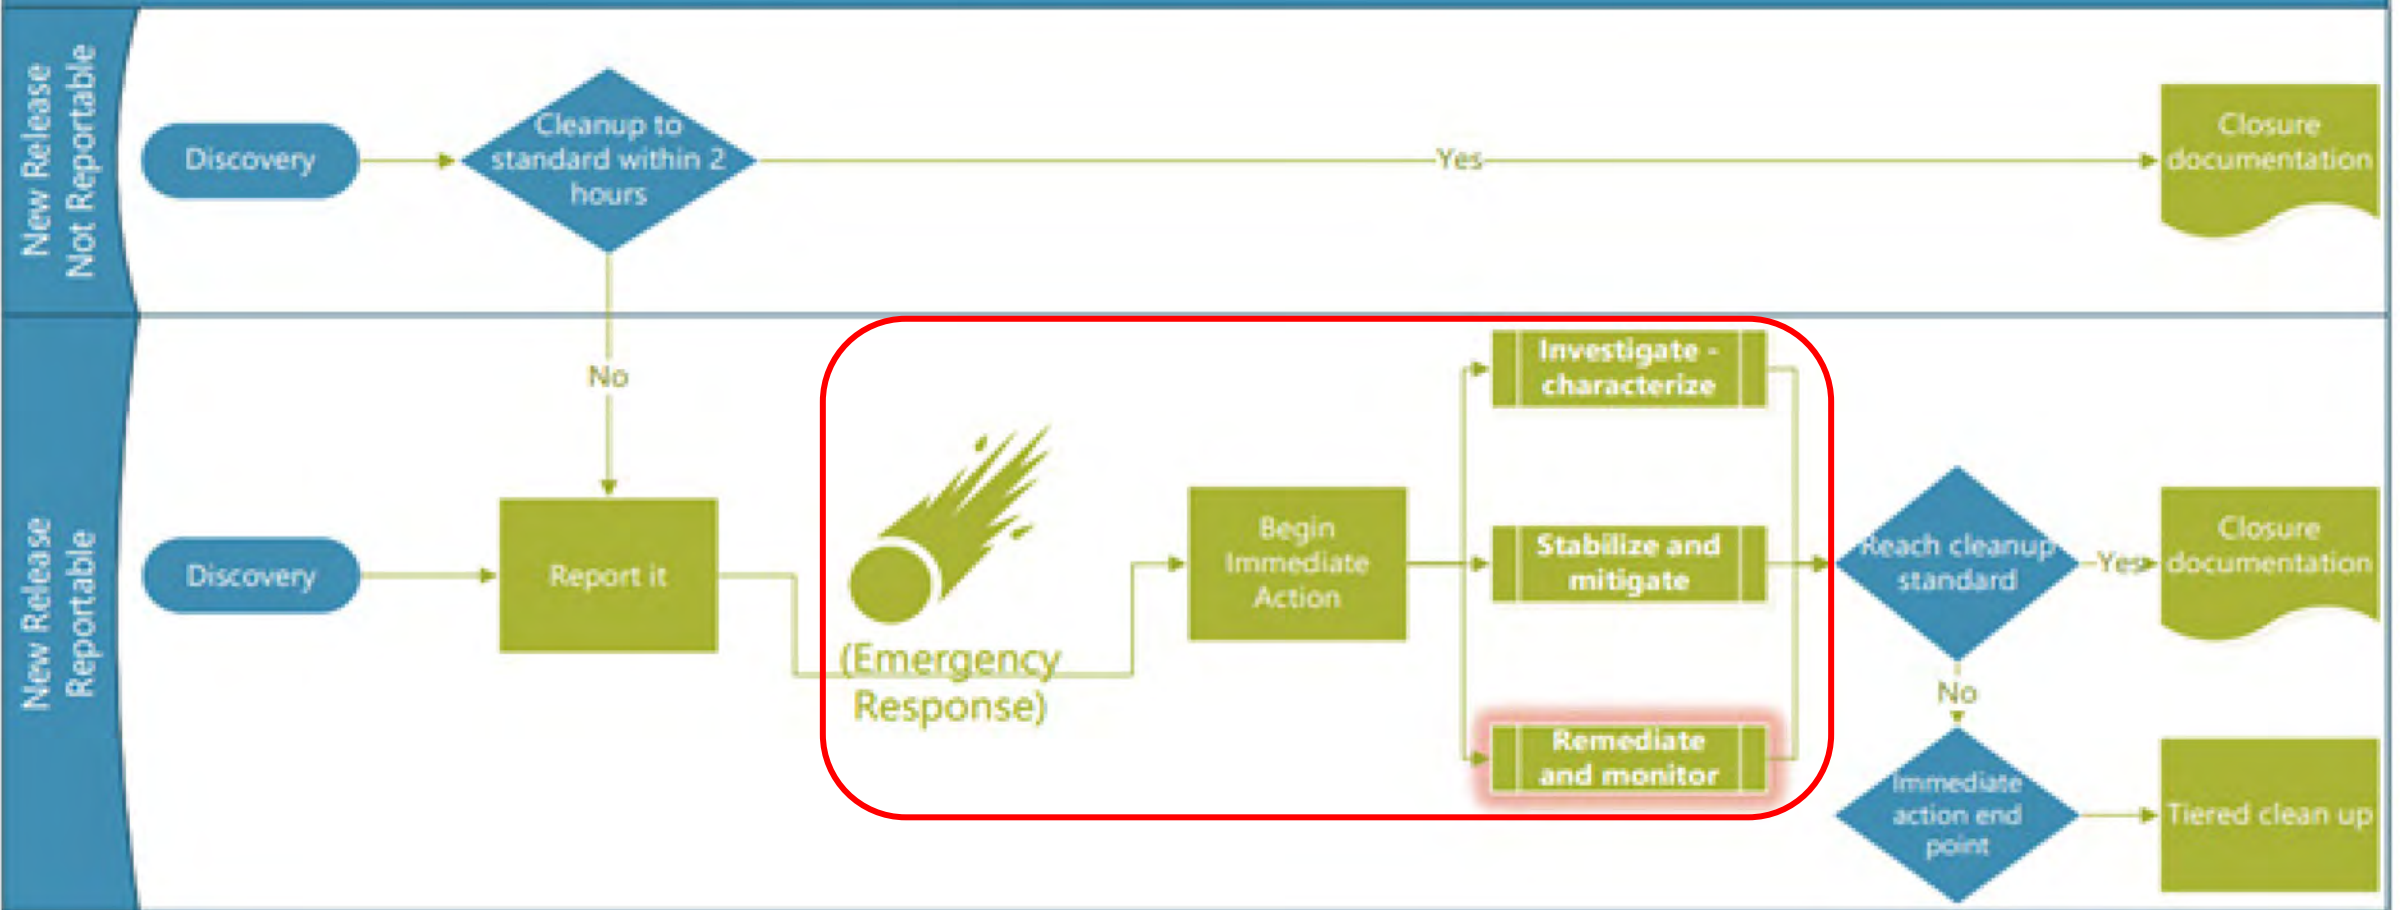 New Release
Not Reportable
Discovery
Cleanup to
standard within 2
hours
Yes
Closure
documentation
No
New Release
Reportable
Discovery
Report it
(Emergency
Response)
Begin
Immediate
Action
Investigate -
characterize
Stabilize and
mitigate
Remediate
and monitor
Reach cleanup
standard
Yes
Closure
documentation
No
Immediate
action end
point
Tiered clean up